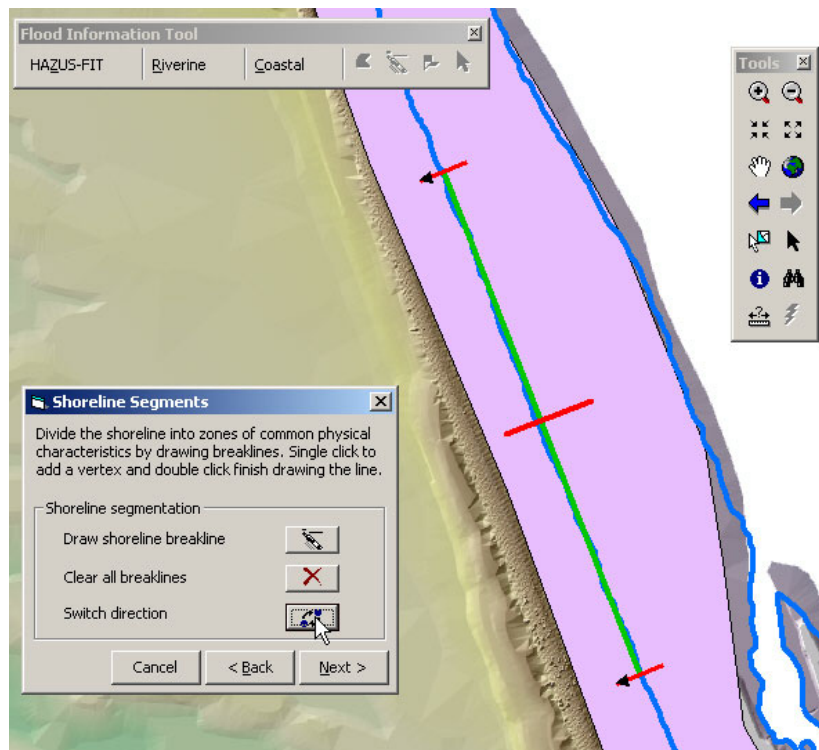 Flood Information Tool
HAZUS-FIT Riverine Coastal
Tools
Shoreline Segments
Divide the shoreline into zones of common physical
characteristics by drawing breaklines. Single click to
add a vertex and double click finish drawing the line.
Shoreline segmentation
Draw shoreline breakline
Clear all breaklines
Switch direction
Cancel < Back Next >